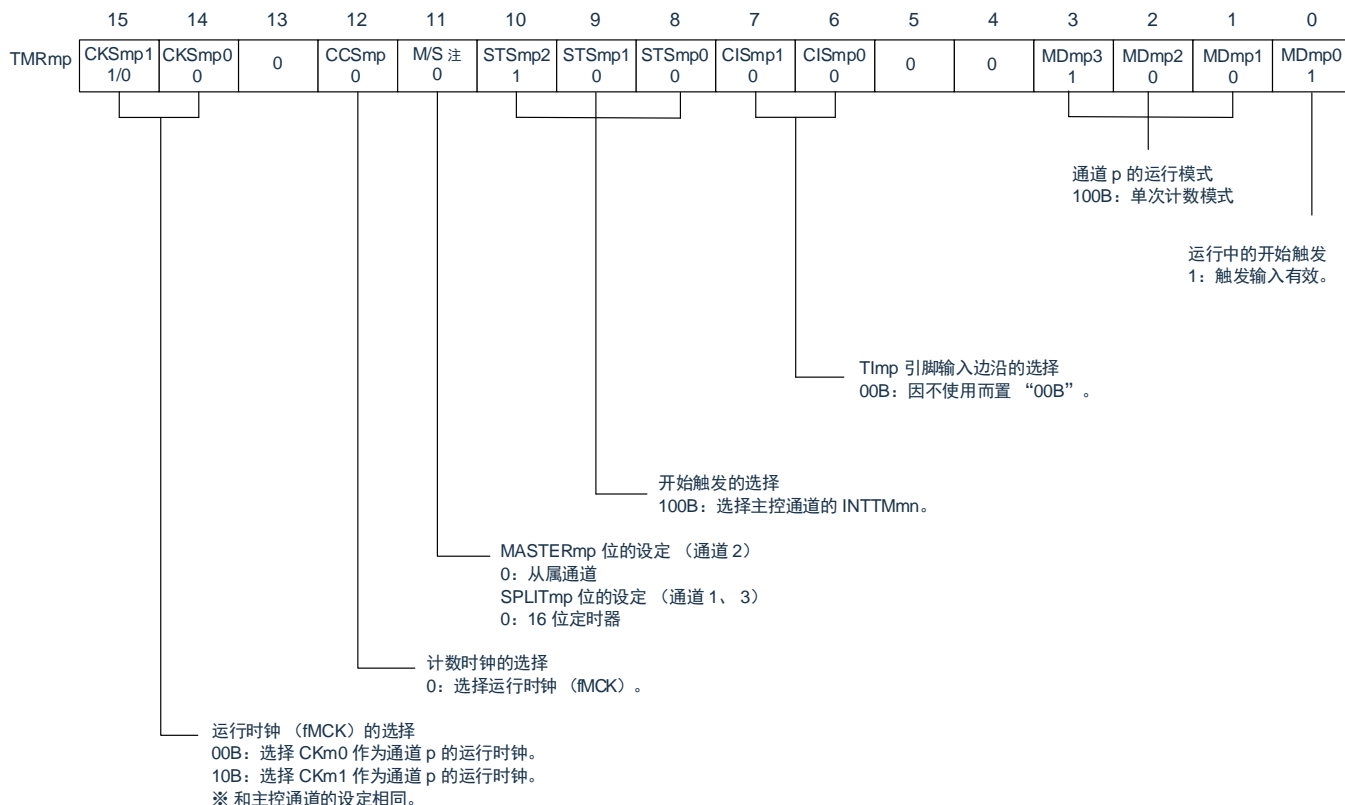 15 14 13 12 11 10 9 8 7 6 5 4 3 2 1 0
TMRmp CKSmp1 CKSmp0 0 CCSmp M/S 注 STSmp2 STSmp1 STSmp0 CISmp1 CISmp0 0 0 MDmp3 MDmp2 MDmp1 MDmp0
1/0 0 0 0 1 0 0 0 0 1 0 0 1
通道 p 的运行模式
100B：单次计数模式
运行中的开始触发
1：触发输入有效。
TImp 引脚输入边沿的选择
00B：因不使用而置 “00B”。
开始触发的选择
100B：选择主控通道的 INTTMmn。
MASTERmp 位的设定 （通道 2）
0：从属通道
SPLITmp 位的设定 （通道 1、 3）
0：16 位定时器
计数时钟的选择
0：选择运行时钟 （fMCK）。
运行时钟 （fMCK）的选择
00B：选择 CKm0 作为通道 p 的运行时钟。
10B：选择 CKm1 作为通道 p 的运行时钟。
※ 和主控通道的设定相同。